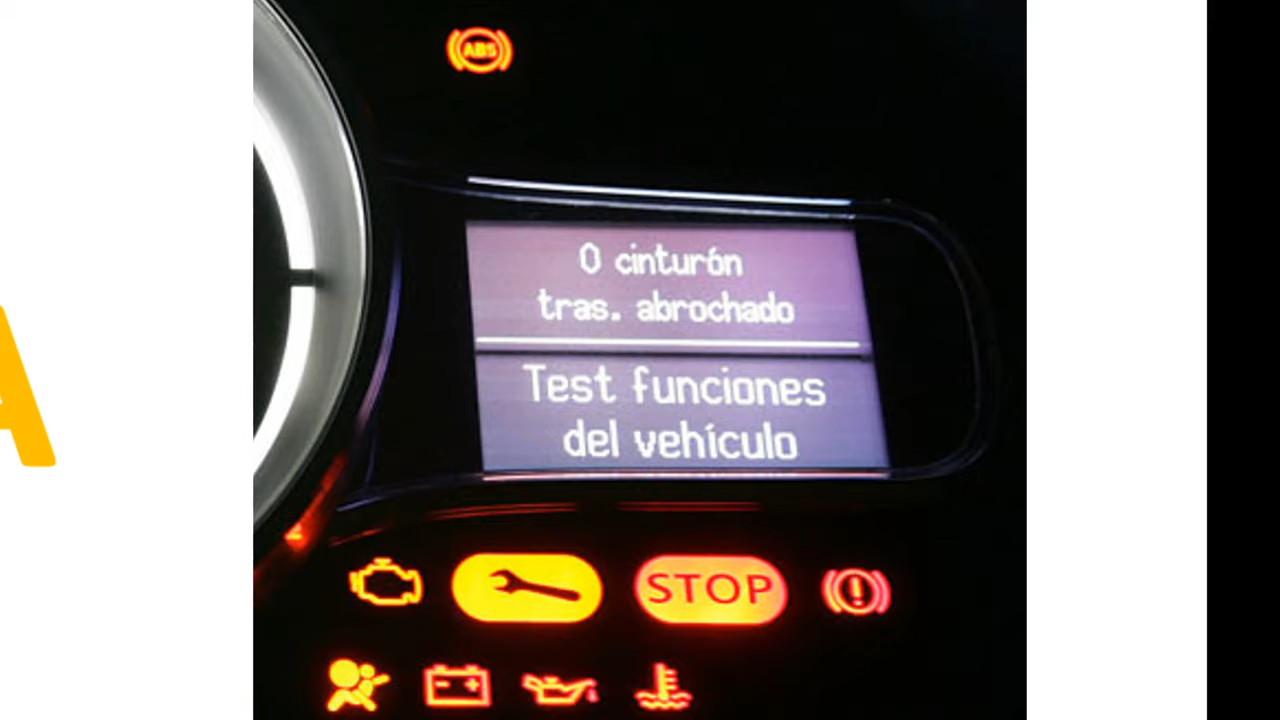 ABS
0 cinturón
tras. abrochado
Test funciones
del vehículo
STOP
A